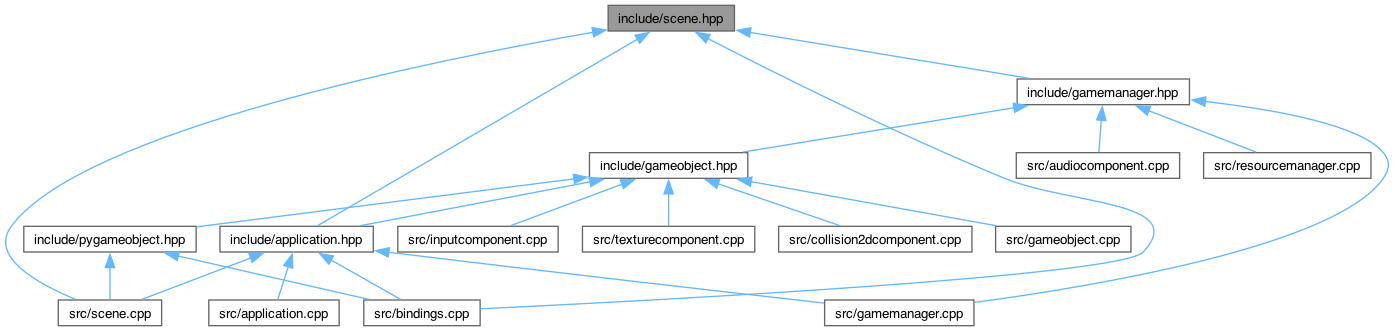 include/scene.hpp
include/gamemanager.hpp
include/gameobject.hpp
src/audiocomponent.cpp
src/resourcemanager.cpp
include/pygameobject.hpp
include/application.hpp
src/inputcomponent.cpp
src/texturecomponent.cpp
src/collision2dcomponent.cpp
src/gameobject.cpp
src/scene.cpp
src/application.cpp
src/bindings.cpp
src/gamemanager.cpp